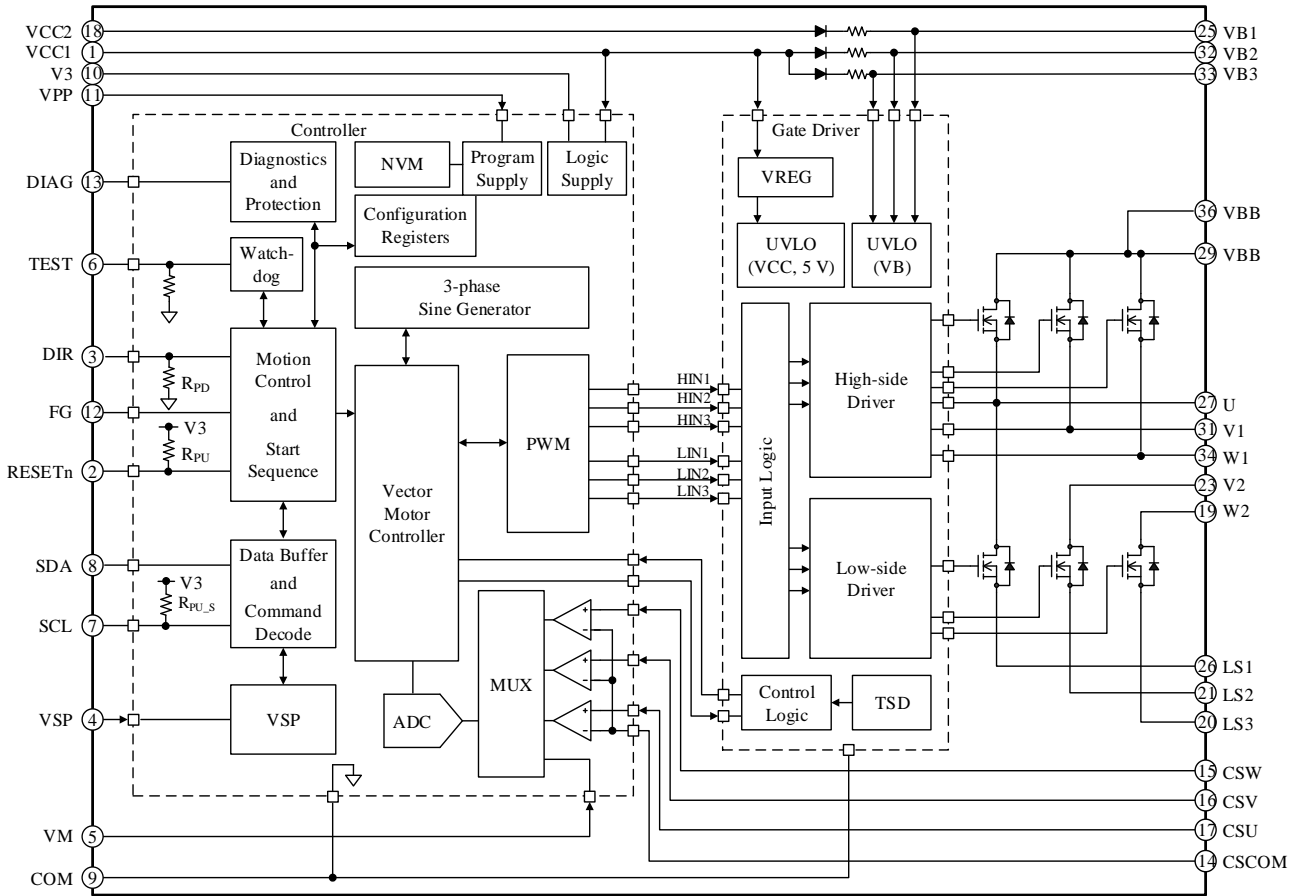 VCC2 18
VCC1 1
V3 10
VPP 11
25 VB1
32 VB2
33 VB3
Controller
Gate Driver
Diagnostics
and
Protection
NVM
Program
Supply
Logic
Supply
VREG
DIAG 13
Configuration
Registers
36 VBB
UVLO
(VCC, 5 V)
UVLO
(VB)
29 VBB
TEST 6
Watch-
dog
3-phase
Sine Generator
DIR 3
RPD
Motion
Control
and
Start
Sequence
FG 12
V3
RPU
RESETn 2
Vector
Motor
Controller
PWM
HIN1
HIN2
HIN3
LIN1
LIN2
LIN3
Input Logic
High-side
Driver
27 U
31 V1
34 W1
23 V2
19 W2
SDA 8
V3
RPU_S
SCL 7
Data Buffer
and
Command
Decode
Low-side
Driver
MUX
+
−
+
−
+
−
26 LS1
21 LS2
20 LS3
VSP 4
VSP
ADC
Control
Logic
TSD
15 CSW
16 CSV
17 CSU
14 CSCOM
VM 5
COM 9